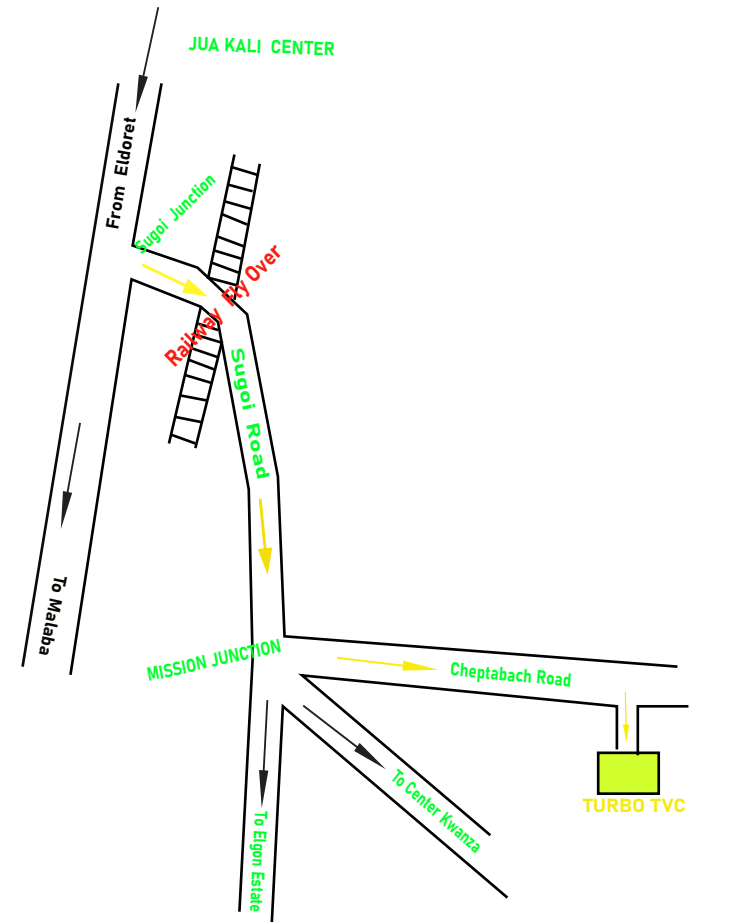 JUA KALI CENTER
From Eldoret
Sugoi Junction
Railway Fly Over
Sugoi Road
To Malaba
MISSION JUNCTION
Cheptabach Road
To Center Kwanza
TURBO TVC
To Elgon Estate